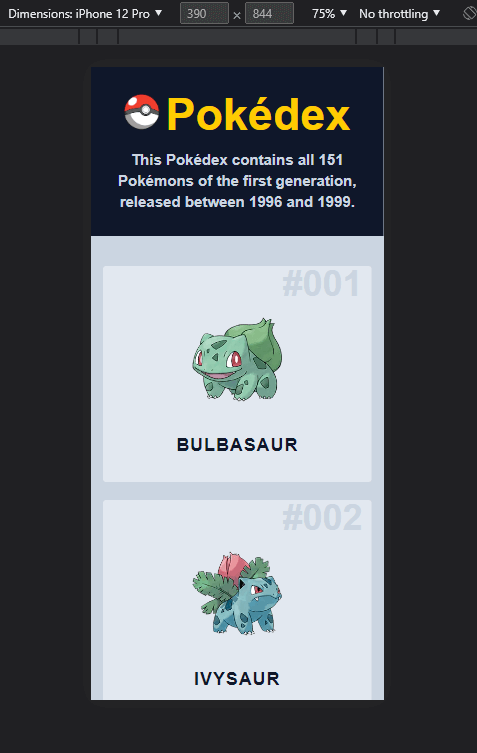 Dimensions: iPhone 12 Pro ▼ 390 × 844 75% ▼ No throttling ▼
Pokédex
This Pokédex contains all 151
Pokémons of the first generation,
released between 1996 and 1999.
#001
BULBASAUR
#002
IVYSAUR